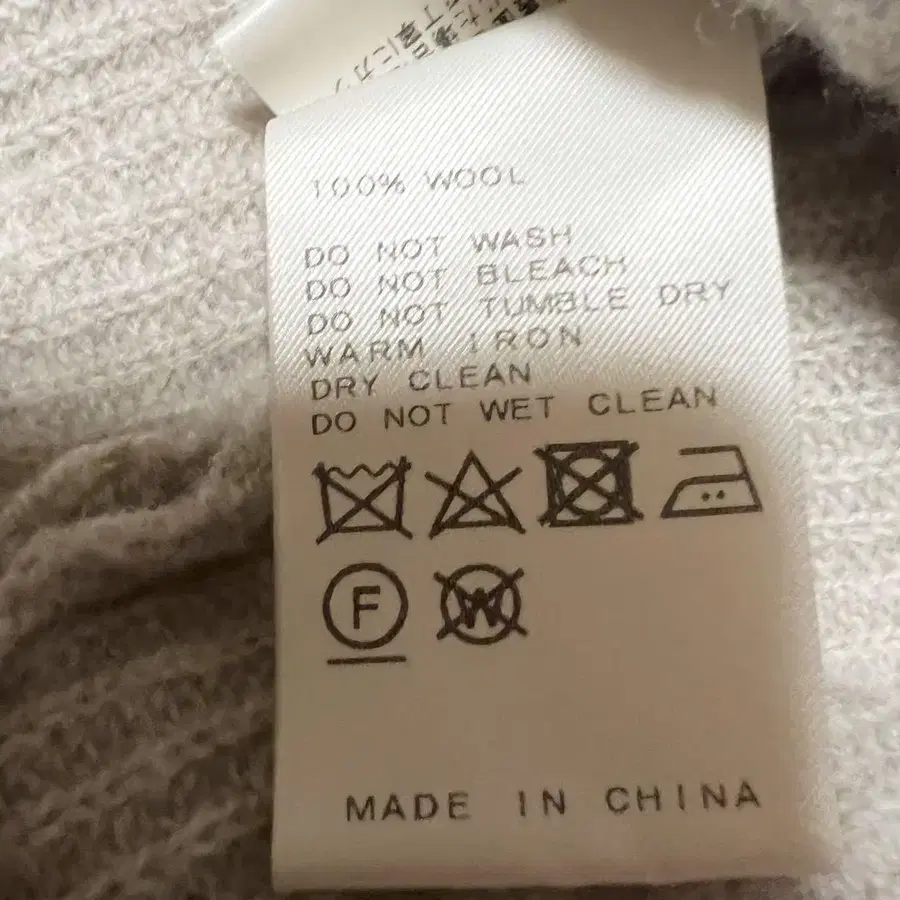 100% WOOL
DO NOT WASH
DO NOT BLEACH
DO NOT TUMBLE DRY
WARM IRON
DRY CLEAN
DO NOT WET CLEAN
F W
MADE IN CHINA